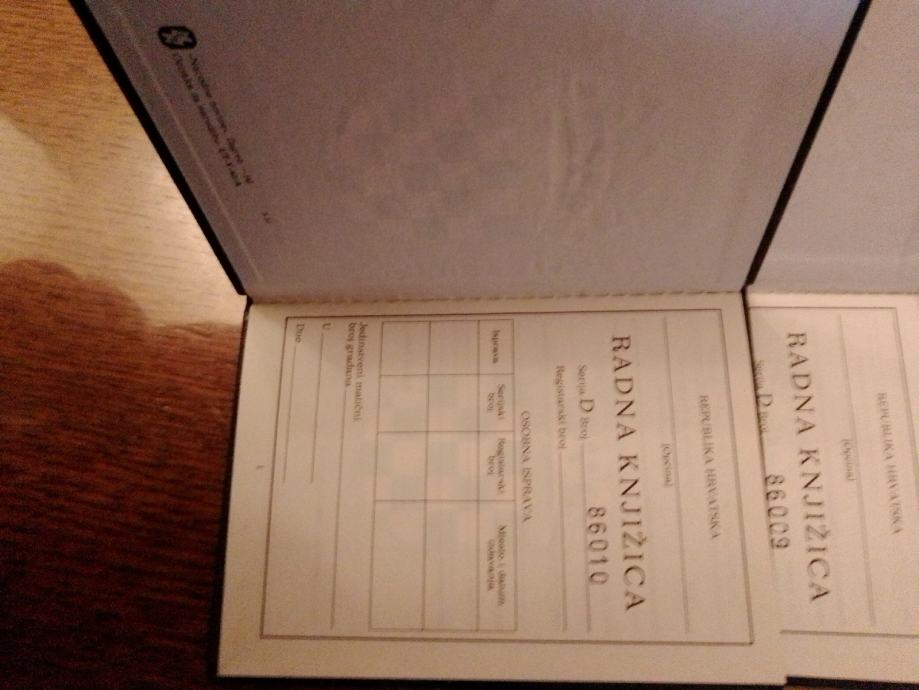 REPUBLIKA HRVATSKA
(Općina)
RADNA KNJIŽICA
Serija D Broj 86010
Registarski broj
OSOBNA ISPRAVA
Isprava
Serijski broj
Registarski broj
Mjesto i datum izdavanja
Jedinstveni matični
broj građana
U
Dne
1
REPUBLIKA HRVATSKA
(Općina)
RADNA KNJIŽICA
Serija D Broj 86009